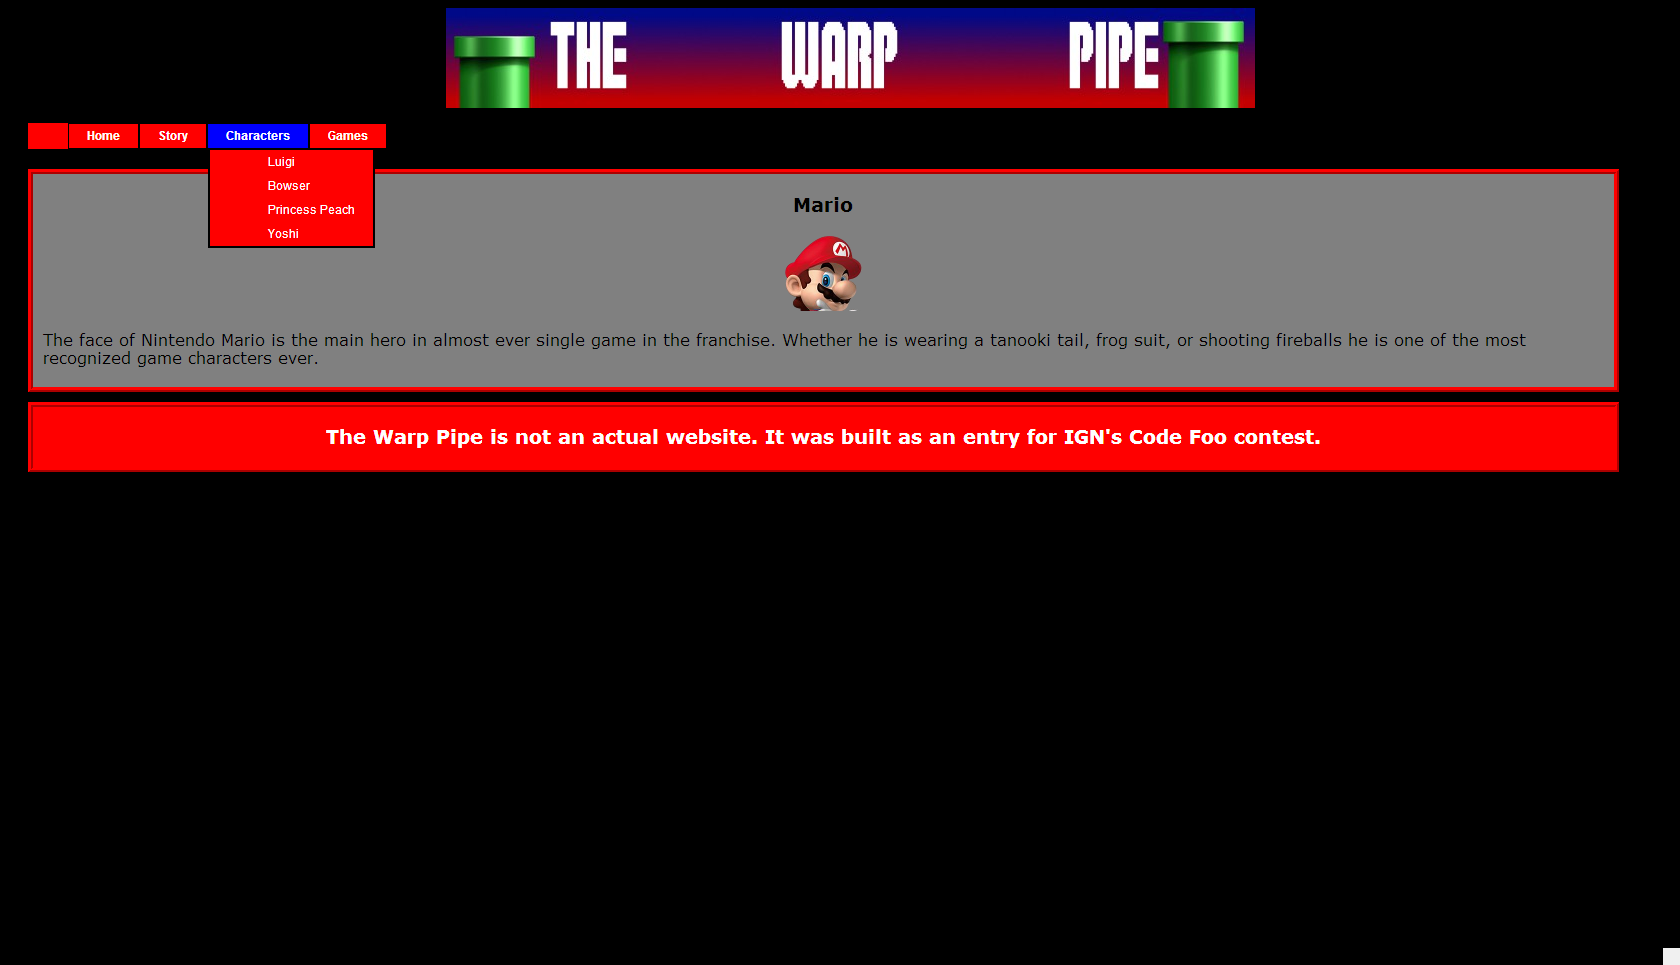 THE WARP PIPE
Home Story Characters Games
Luigi
Bowser
Princess Peach
Yoshi
Mario
M
The face of Nintendo Mario is the main hero in almost ever single game in the franchise. Whether he is wearing a tanooki tail, frog suit, or shooting fireballs he is one of the most
recognized game characters ever.
The Warp Pipe is not an actual website. It was built as an entry for IGN's Code Foo contest.